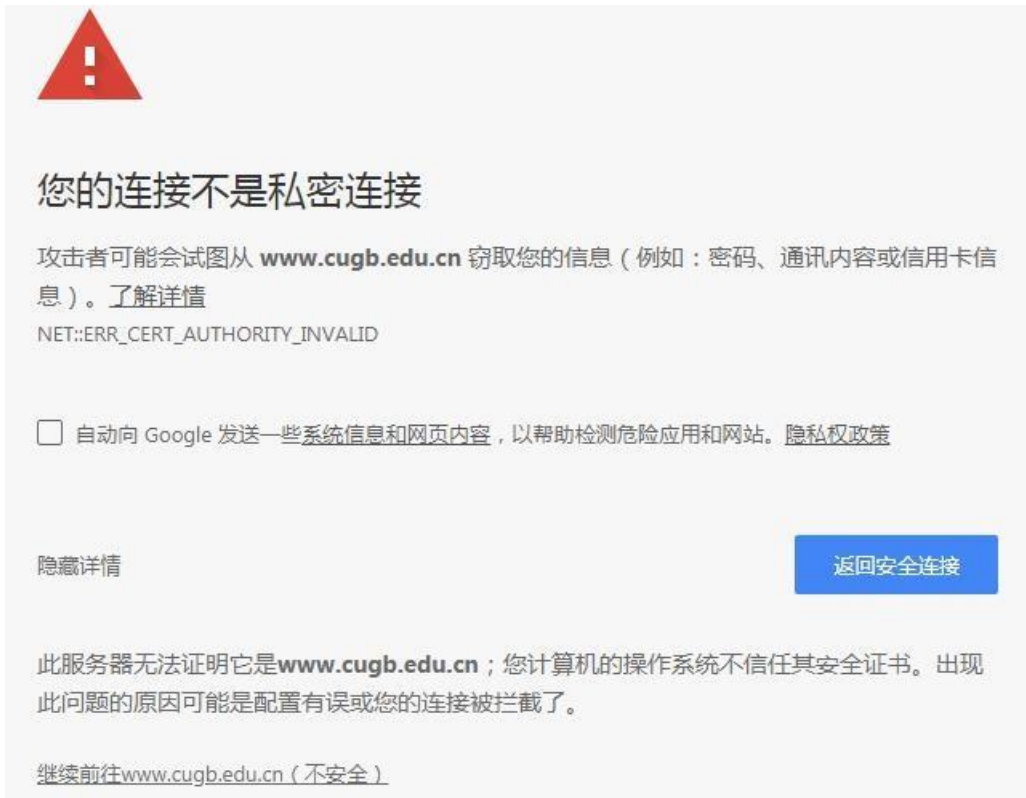 您的连接不是私密连接
攻击者可能会试图从 www.cugb.edu.cn 窃取您的信息（例如：密码、通讯内容或信用卡信
息）。了解详情
NET::ERR_CERT_AUTHORITY_INVALID
自动向 Google 发送一些系统信息和网页内容，以帮助检测危险应用和网站。隐私权政策
隐藏详情
返回安全连接
此服务器无法证明它是www.cugb.edu.cn；您计算机的操作系统不信任其安全证书。出现
此问题的原因可能是配置有误或您的连接被拦截了。
继续前往www.cugb.edu.cn（不安全）